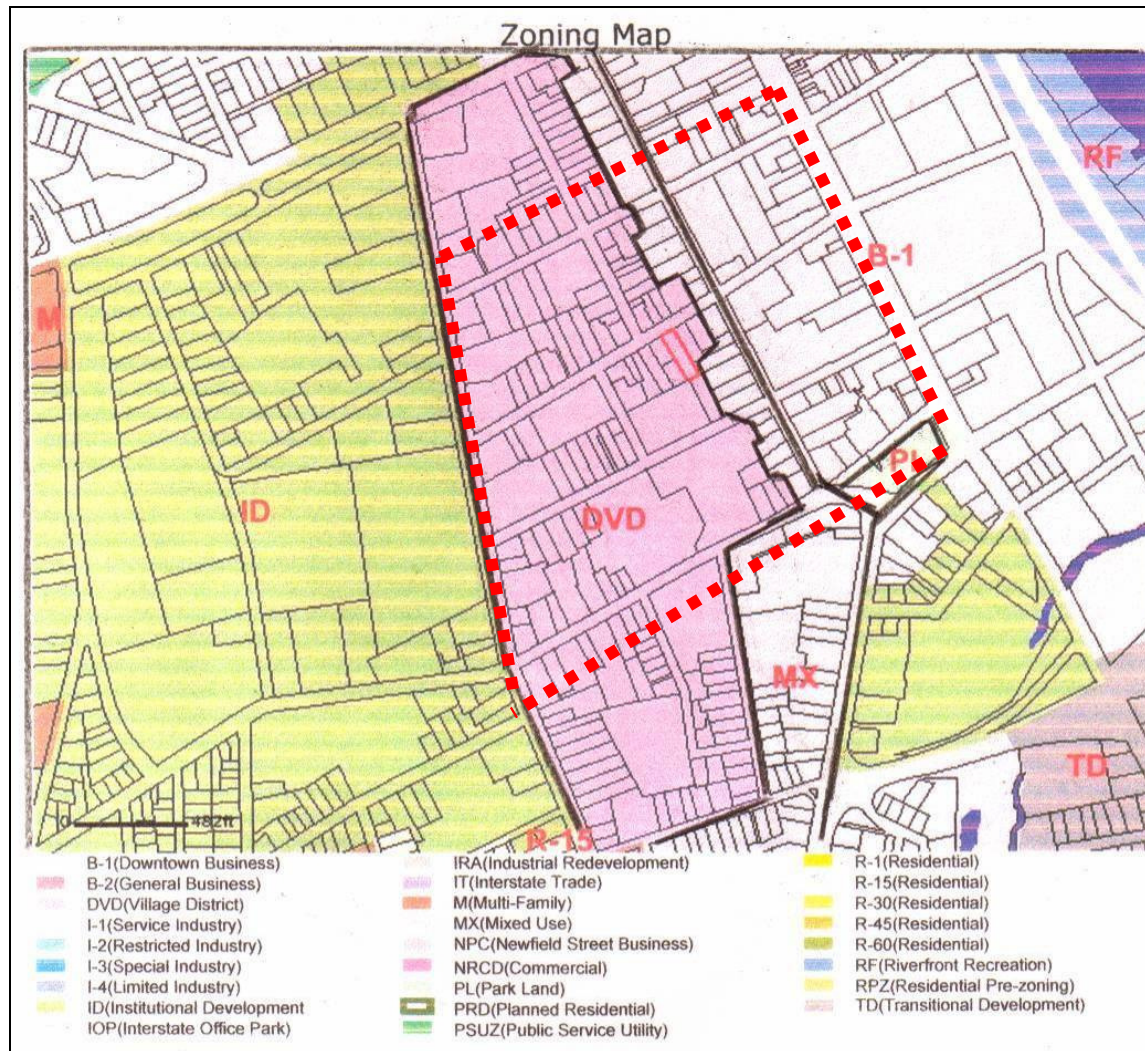 Zoning Map
RF
B-1
M
PL
ID
DVD
MX
TD
0 482ft
R-15
B-1(Downtown Business)
B-2(General Business)
DVD(Village District)
I-1(Service Industry)
I-2(Restricted Industry)
I-3(Special Industry)
I-4(Limited Industry)
ID(Institutional Development
IOP(Interstate Office Park)
IRA(Industrial Redevelopment)
IT(Interstate Trade)
M(Multi-Family)
MX(Mixed Use)
NPC(Newfield Street Business)
NRCD(Commercial)
PL(Park Land)
PRD(Planned Residential)
PSUZ(Public Service Utility)
R-1(Residential)
R-15(Residential)
R-30(Residential)
R-45(Residential)
R-60(Residential)
RF(Riverfront Recreation)
RPZ(Residential Pre-zoning)
TD(Transitional Development)